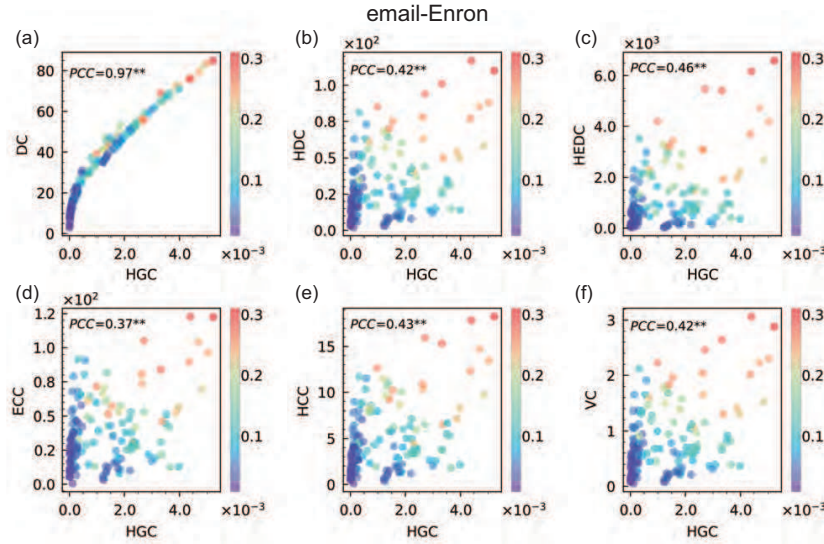 email-Enron
(a)
PCC=0.97**
DC
80
60
40
20
0
0.0 2.0 4.0 ×10⁻³
HGC
0.3
0.2
0.1
(b)
×10²
PCC=0.42**
HDC
1.0
0.8
0.5
0.2
0.0
0.0 2.0 4.0 ×10⁻³
HGC
0.3
0.2
0.1
(c)
×10³
PCC=0.46**
HEDC
6.0
4.0
2.0
0.0
0.0 2.0 4.0 ×10⁻³
HGC
0.3
0.2
0.1
(d)
×10²
PCC=0.37**
ECC
1.2
1.0
0.8
0.5
0.2
0.0
0.0 2.0 4.0 ×10⁻³
HGC
0.3
0.2
0.1
(e)
PCC=0.43**
HCC
15
10
5
0
0.0 2.0 4.0 ×10⁻³
HGC
0.3
0.2
0.1
(f)
PCC=0.42**
VC
3
2
1
0
0.0 2.0 4.0 ×10⁻³
HGC
0.3
0.2
0.1